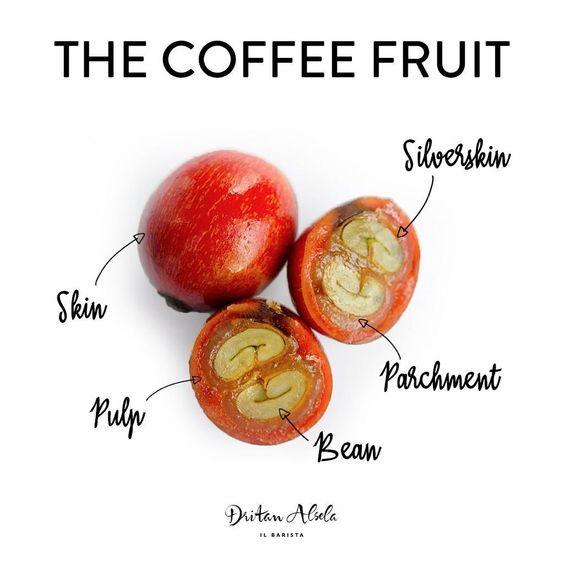 THE COFFEE FRUIT
Silverskin
Skin
Parchment
Pulp
Bean
Dritan Alsela
IL BARISTA